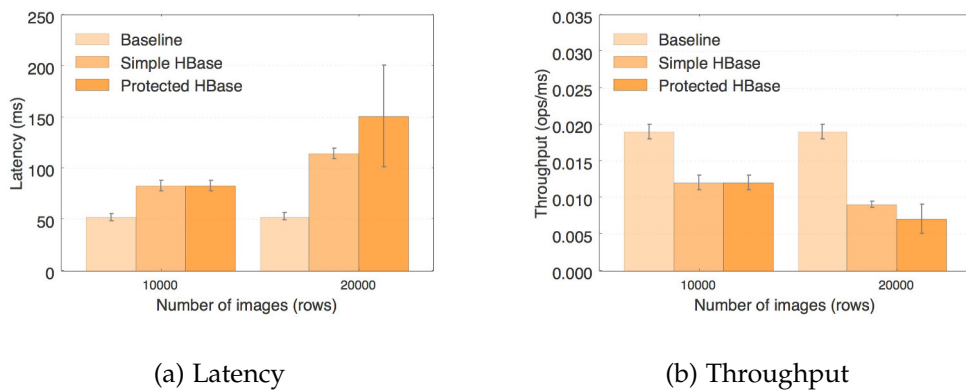 250
200
150
100
50
0
Latency (ms)
Baseline
Simple HBase
Protected HBase
10000
20000
Number of images (rows)
(a) Latency
0.035
0.030
0.025
0.020
0.015
0.010
0.005
0.000
Throughput (ops/ms)
Baseline
Simple HBase
Protected HBase
10000
20000
Number of images (rows)
(b) Throughput